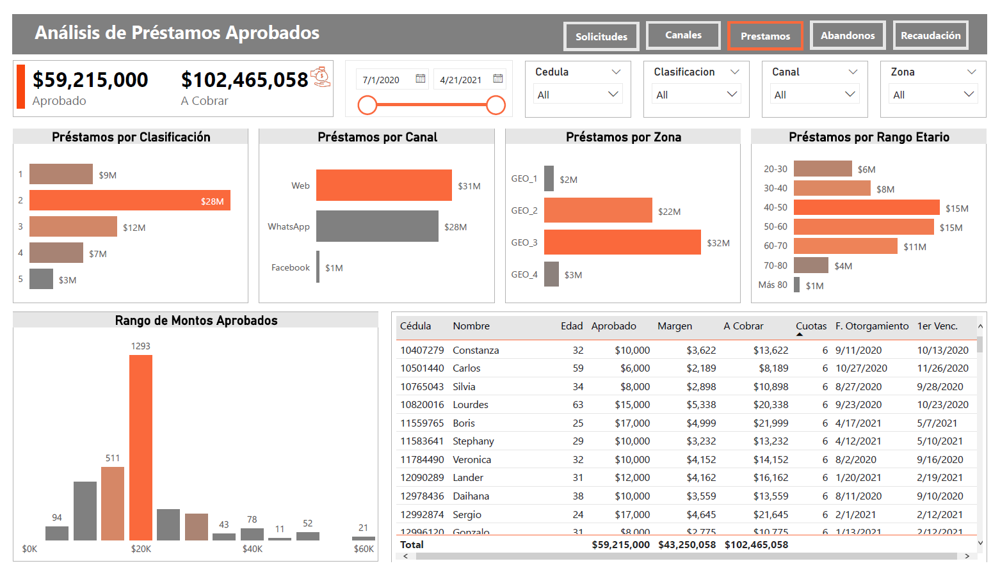 Análisis de Préstamos Aprobados
Solicitudes
Canales
Prestamos
Abandonos
Recaudación
$59,215,000
Aprobado
$102,465,058
A Cobrar
7/1/2020
4/21/2021
Cedula
All
Clasificacion
All
Canal
All
Zona
All
Préstamos por Clasificación
1 $9M
2 $28M
3 $12M
4 $7M
5 $3M
Préstamos por Canal
Web $31M
WhatsApp $28M
Facebook $1M
Préstamos por Zona
GEO_1 $2M
GEO_2 $22M
GEO_3 $32M
GEO_4 $3M
Préstamos por Rango Etario
20-30 $6M
30-40 $8M
40-50 $15M
50-60 $15M
60-70 $11M
70-80 $4M
Más 80 $1M
Rango de Montos Aprobados
94 511 1293 43 78 11 52 21
$0K $20K $40K $60K
Cédula Nombre Edad Aprobado Margen A Cobrar Cuotas F. Otorgamiento 1er Venc.
10407279 Constanza 32 $10,000 $3,622 $13,622 6 9/11/2020 10/13/2020
10501440 Carlos 59 $6,000 $2,189 $8,189 6 10/27/2020 11/26/2020
10765043 Silvia 34 $8,000 $2,898 $10,898 6 8/27/2020 9/28/2020
10820016 Lourdes 63 $15,000 $5,338 $20,338 6 9/23/2020 10/23/2020
11559765 Boris 25 $17,000 $4,999 $21,999 6 4/17/2021 5/7/2021
11583641 Stephany 29 $10,000 $3,232 $13,232 6 4/12/2021 5/10/2021
11784490 Veronica 32 $10,000 $4,152 $14,152 6 8/2/2020 9/16/2020
12090289 Lander 31 $12,000 $4,162 $16,162 6 1/20/2021 2/19/2021
12978436 Daihana 38 $10,000 $3,559 $13,559 6 8/11/2020 9/10/2020
12992874 Sergio 24 $17,000 $4,645 $21,645 6 2/1/2021 2/12/2021
12996120 Gonzalo 31 $8,000 $2,775 $10,775 6 1/13/2021 2/12/2021
Total $59,215,000 $43,250,058 $102,465,058